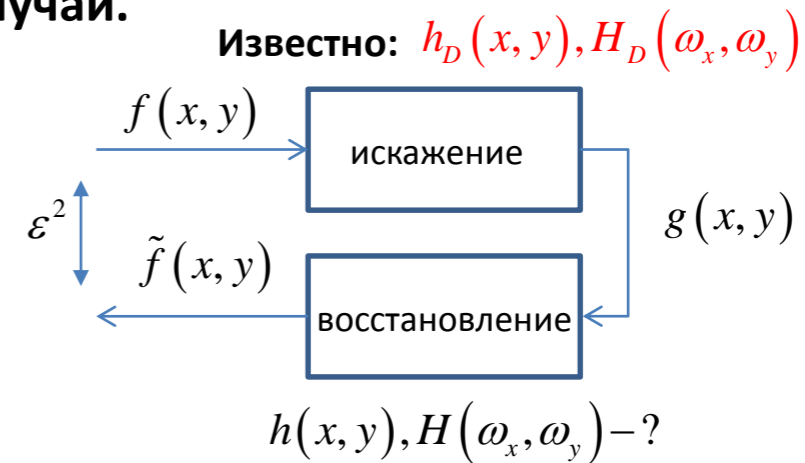 Известно: h_D(x, y), H_D(ω_x, ω_y)
f(x, y)
искажение
ε²
g(x, y)
f̃(x, y)
восстановление
h(x, y), H(ω_x, ω_y) – ?